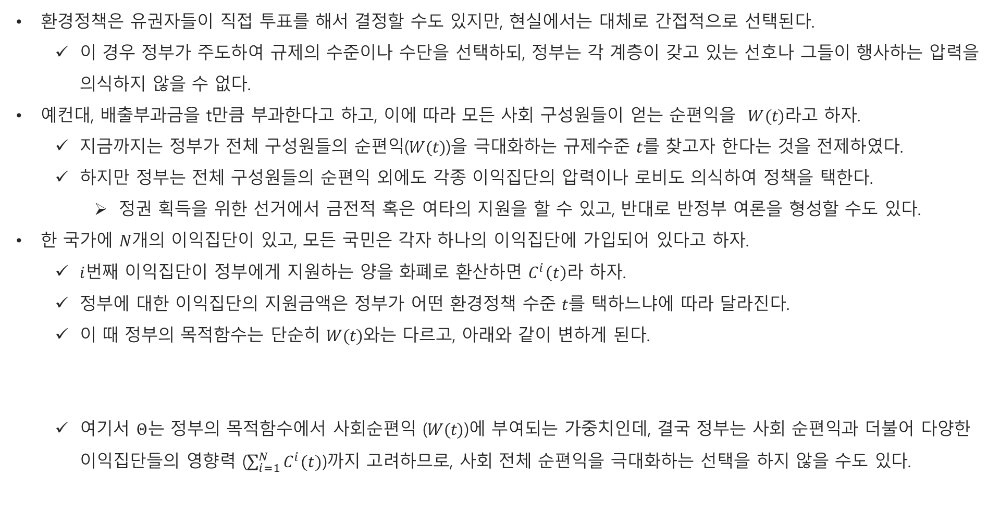 • 환경정책은 유권자들이 직접 투표를 해서 결정할 수도 있지만, 현실에서는 대체로 간접적으로 선택된다.
✓ 이 경우 정부가 주도하여 규제의 수준이나 수단을 선택하되, 정부는 각 계층이 갖고 있는 선호나 그들이 행사하는 압력을
의식하지 않을 수 없다.
• 예컨대, 배출부과금을 t만큼 부과한다고 하고, 이에 따라 모든 사회 구성원들이 얻는 순편익을 W(t)라고 하자.
✓ 지금까지는 정부가 전체 구성원들의 순편익(W(t))을 극대화하는 규제수준 t를 찾고자 한다는 것을 전제하였다.
✓ 하지만 정부는 전체 구성원들의 순편익 외에도 각종 이익집단의 압력이나 로비도 의식하여 정책을 택한다.
➢ 정권 획득을 위한 선거에서 금전적 혹은 여타의 지원을 할 수 있고, 반대로 반정부 여론을 형성할 수도 있다.
• 한 국가에 N개의 이익집단이 있고, 모든 국민은 각자 하나의 이익집단에 가입되어 있다고 하자.
✓ i번째 이익집단이 정부에게 지원하는 양을 화폐로 환산하면 Cⁱ(t)라 하자.
✓ 정부에 대한 이익집단의 지원금액은 정부가 어떤 환경정책 수준 t를 택하느냐에 따라 달라진다.
✓ 이 때 정부의 목적함수는 단순히 W(t)와는 다르고, 아래와 같이 변하게 된다.
✓ 여기서 Θ는 정부의 목적함수에서 사회순편익 (W(t))에 부여되는 가중치인데, 결국 정부는 사회 순편익과 더불어 다양한
이익집단들의 영향력 (∑_{i=1}^{N} Cⁱ(t))까지 고려하므로, 사회 전체 순편익을 극대화하는 선택을 하지 않을 수도 있다.